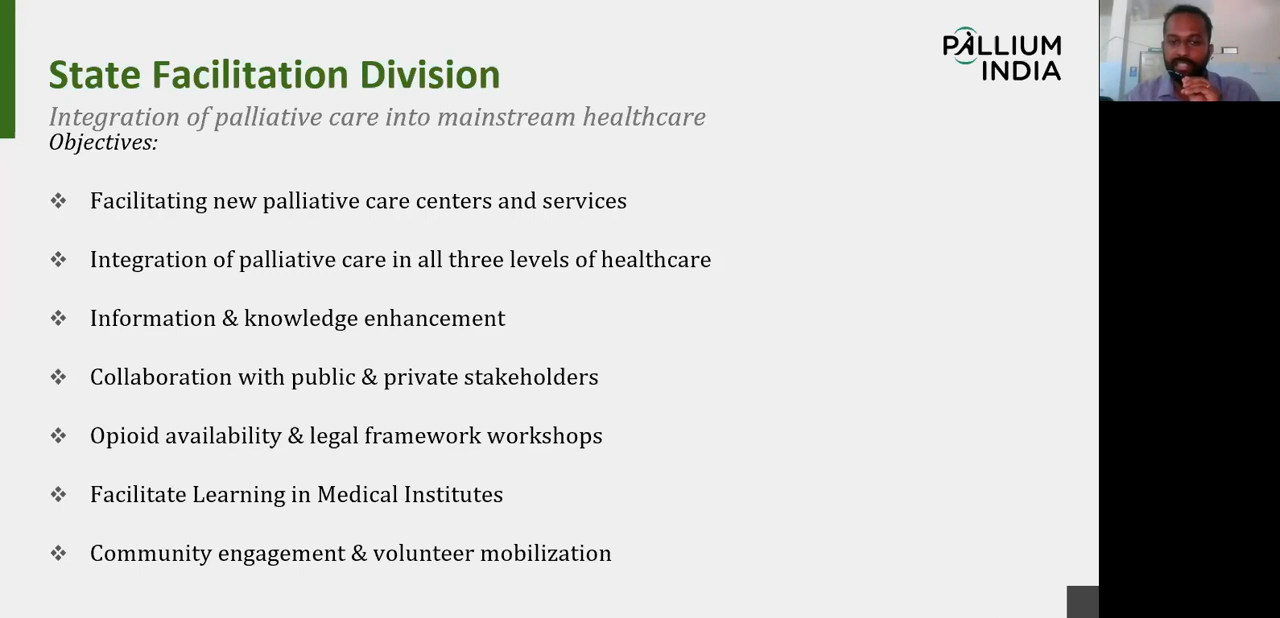 State Facilitation Division
Integration of palliative care into mainstream healthcare
Objectives:
❖ Facilitating new palliative care centers and services
❖ Integration of palliative care in all three levels of healthcare
❖ Information & knowledge enhancement
❖ Collaboration with public & private stakeholders
❖ Opioid availability & legal framework workshops
❖ Facilitate Learning in Medical Institutes
❖ Community engagement & volunteer mobilization
PALLIUM
INDIA